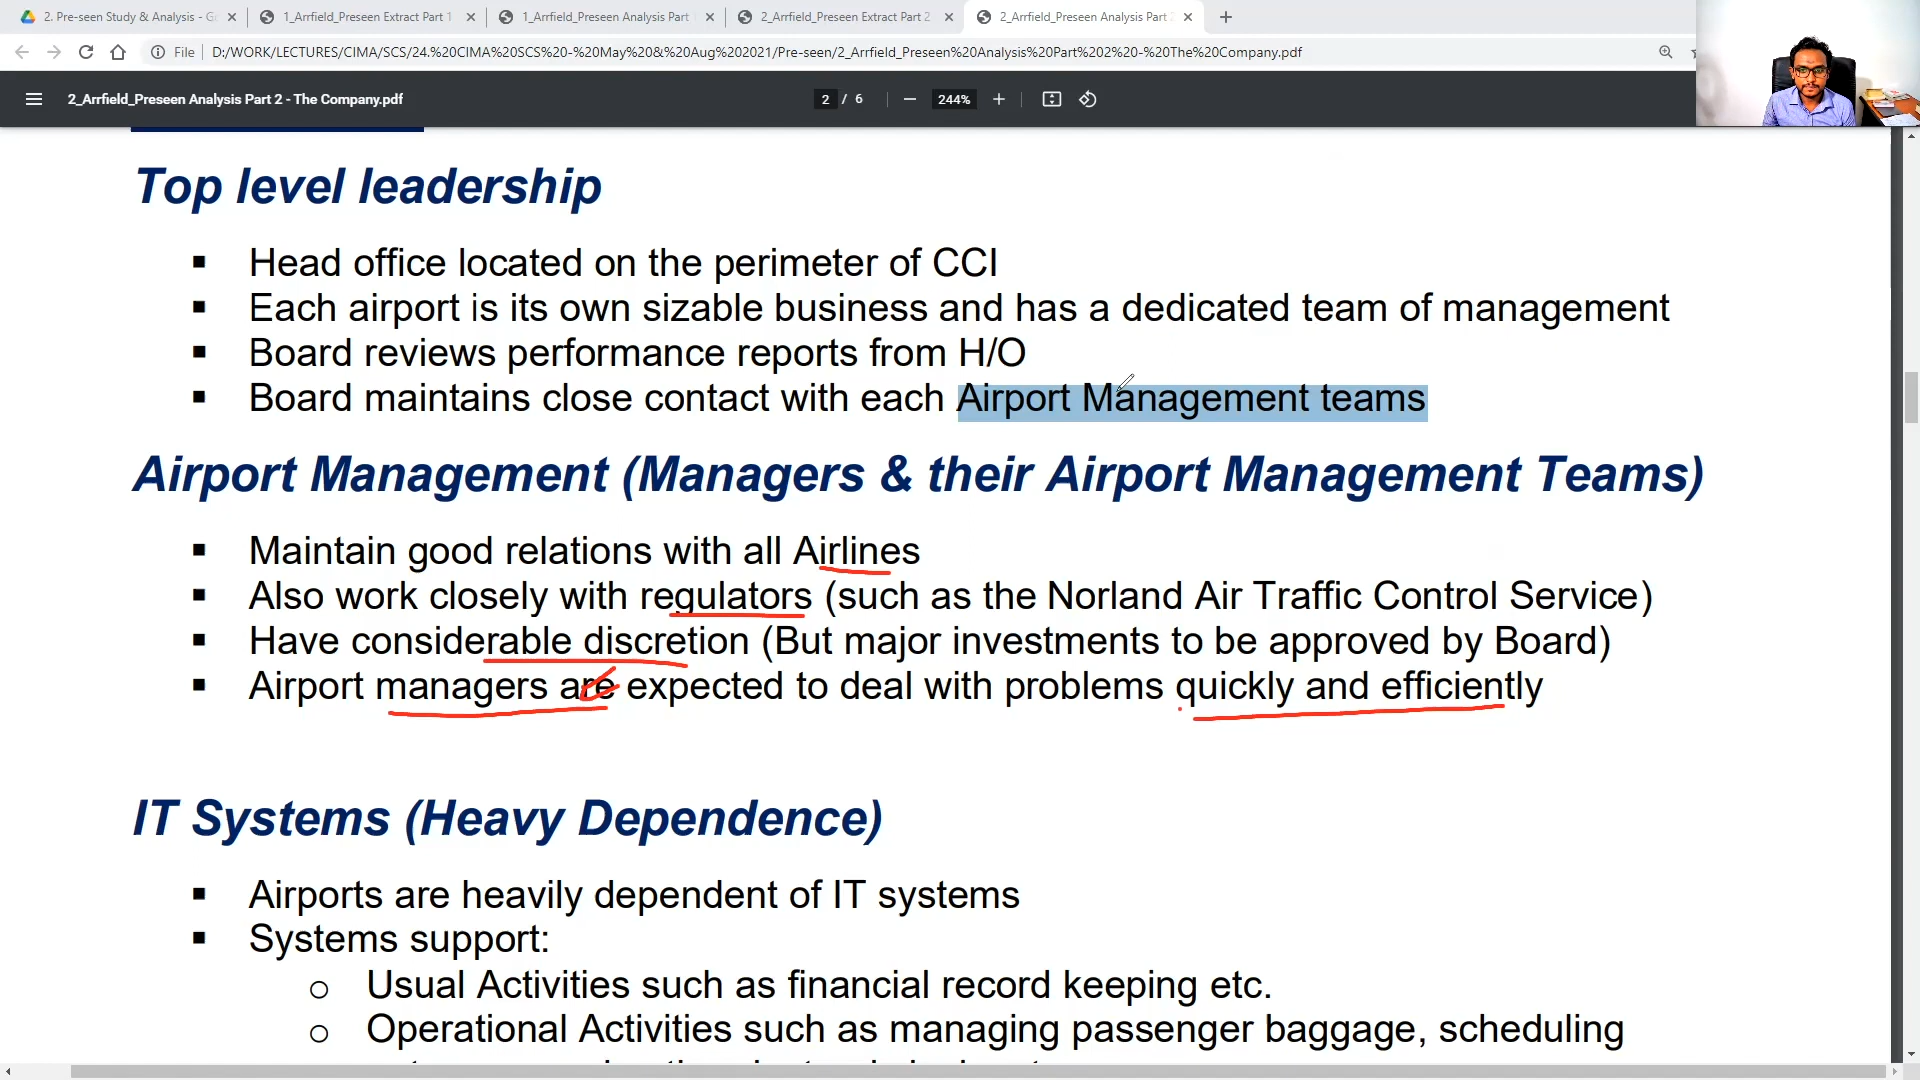 2. Pre-seen Study & Analysis - G
1_Arrfield_Preseen Extract Part 1
1_Arrfield_Preseen Analysis Part
2_Arrfield_Preseen Extract Part 2
2_Arrfield_Preseen Analysis Part 2
File
D:/WORK/LECTURES/CIMA/SCS/24.%20CIMA%20SCS%20-%20May%20&%20Aug%202021/Pre-seen/2_Arrfield_Preseen%20Analysis%20Part%202%20-%20The%20Company.pdf
2_Arrfield_Preseen Analysis Part 2 - The Company.pdf
2 / 6
244%
Top level leadership
▪ Head office located on the perimeter of CCI
▪ Each airport is its own sizable business and has a dedicated team of management
▪ Board reviews performance reports from H/O
▪ Board maintains close contact with each Airport Management teams
Airport Management (Managers & their Airport Management Teams)
▪ Maintain good relations with all Airlines
▪ Also work closely with regulators (such as the Norland Air Traffic Control Service)
▪ Have considerable discretion (But major investments to be approved by Board)
▪ Airport managers are expected to deal with problems quickly and efficiently
IT Systems (Heavy Dependence)
▪ Airports are heavily dependent of IT systems
▪ Systems support:
o Usual Activities such as financial record keeping etc.
o Operational Activities such as managing passenger baggage, scheduling